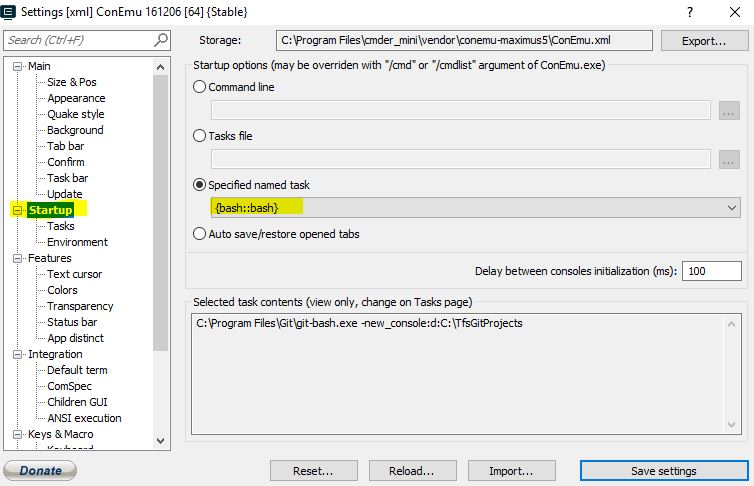 Settings [xml] ConEmu 161206 [64] {Stable}
? ×
Search (Ctrl+F)
Storage:
C:\Program Files\cmder_mini\vendor\conemu-maximus5\ConEmu.xml
Export...
Main
Size & Pos
Appearance
Quake style
Background
Tab bar
Confirm
Task bar
Update
Startup
Tasks
Environment
Features
Text cursor
Colors
Transparency
Status bar
App distinct
Integration
Default term
ComSpec
Children GUI
ANSI execution
Keys & Macro
Keyboard
Startup options (may be overriden with "/cmd" or "/cmdlist" argument of ConEmu.exe)
Command line
...
Tasks file
...
Specified named task
{bash::bash}
Auto save/restore opened tabs
Delay between consoles initialization (ms):
100
Selected task contents (view only, change on Tasks page)
C:\Program Files\Git\git-bash.exe -new_console:d:C:\TfsGitProjects
Donate
Reset...
Reload...
Import...
Save settings